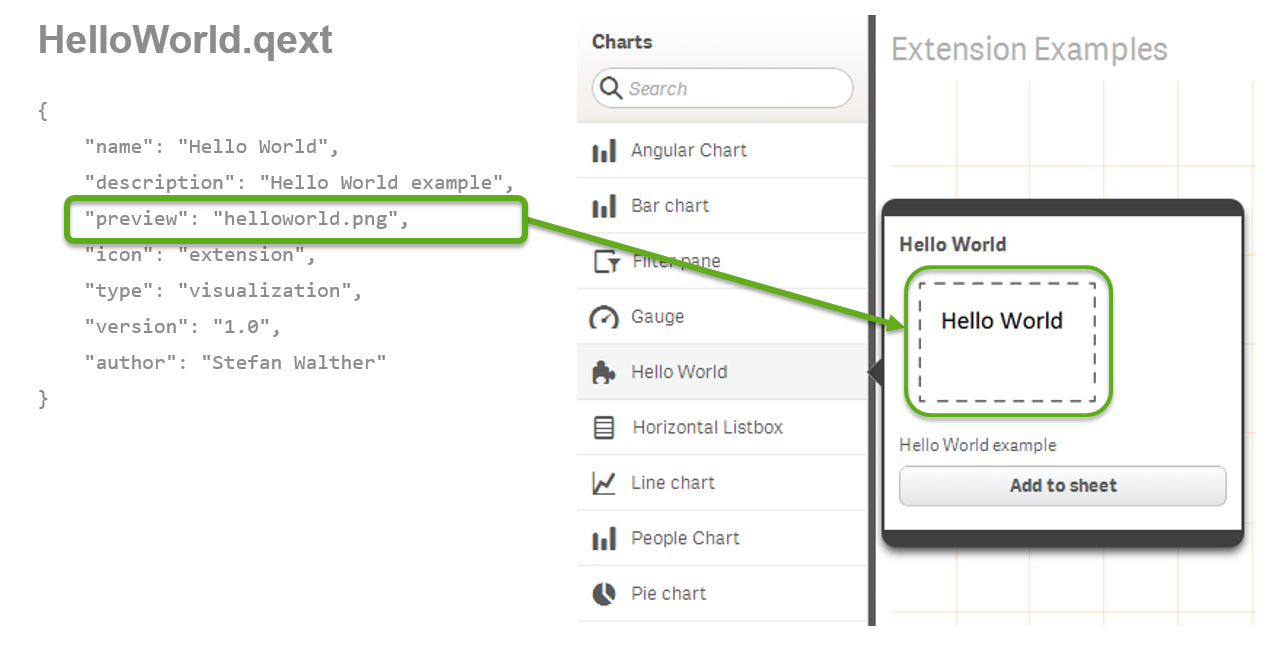 HelloWorld.qext
{
"name": "Hello World",
"description": "Hello World example",
"preview": "helloworld.png",
"icon": "extension",
"type": "visualization",
"version": "1.0",
"author": "Stefan Walther"
}
Charts
Search
Angular Chart
Bar chart
Filter pane
Gauge
Hello World
Horizontal Listbox
Line chart
People Chart
Pie chart
Extension Examples
Hello World
Hello World
Hello World example
Add to sheet